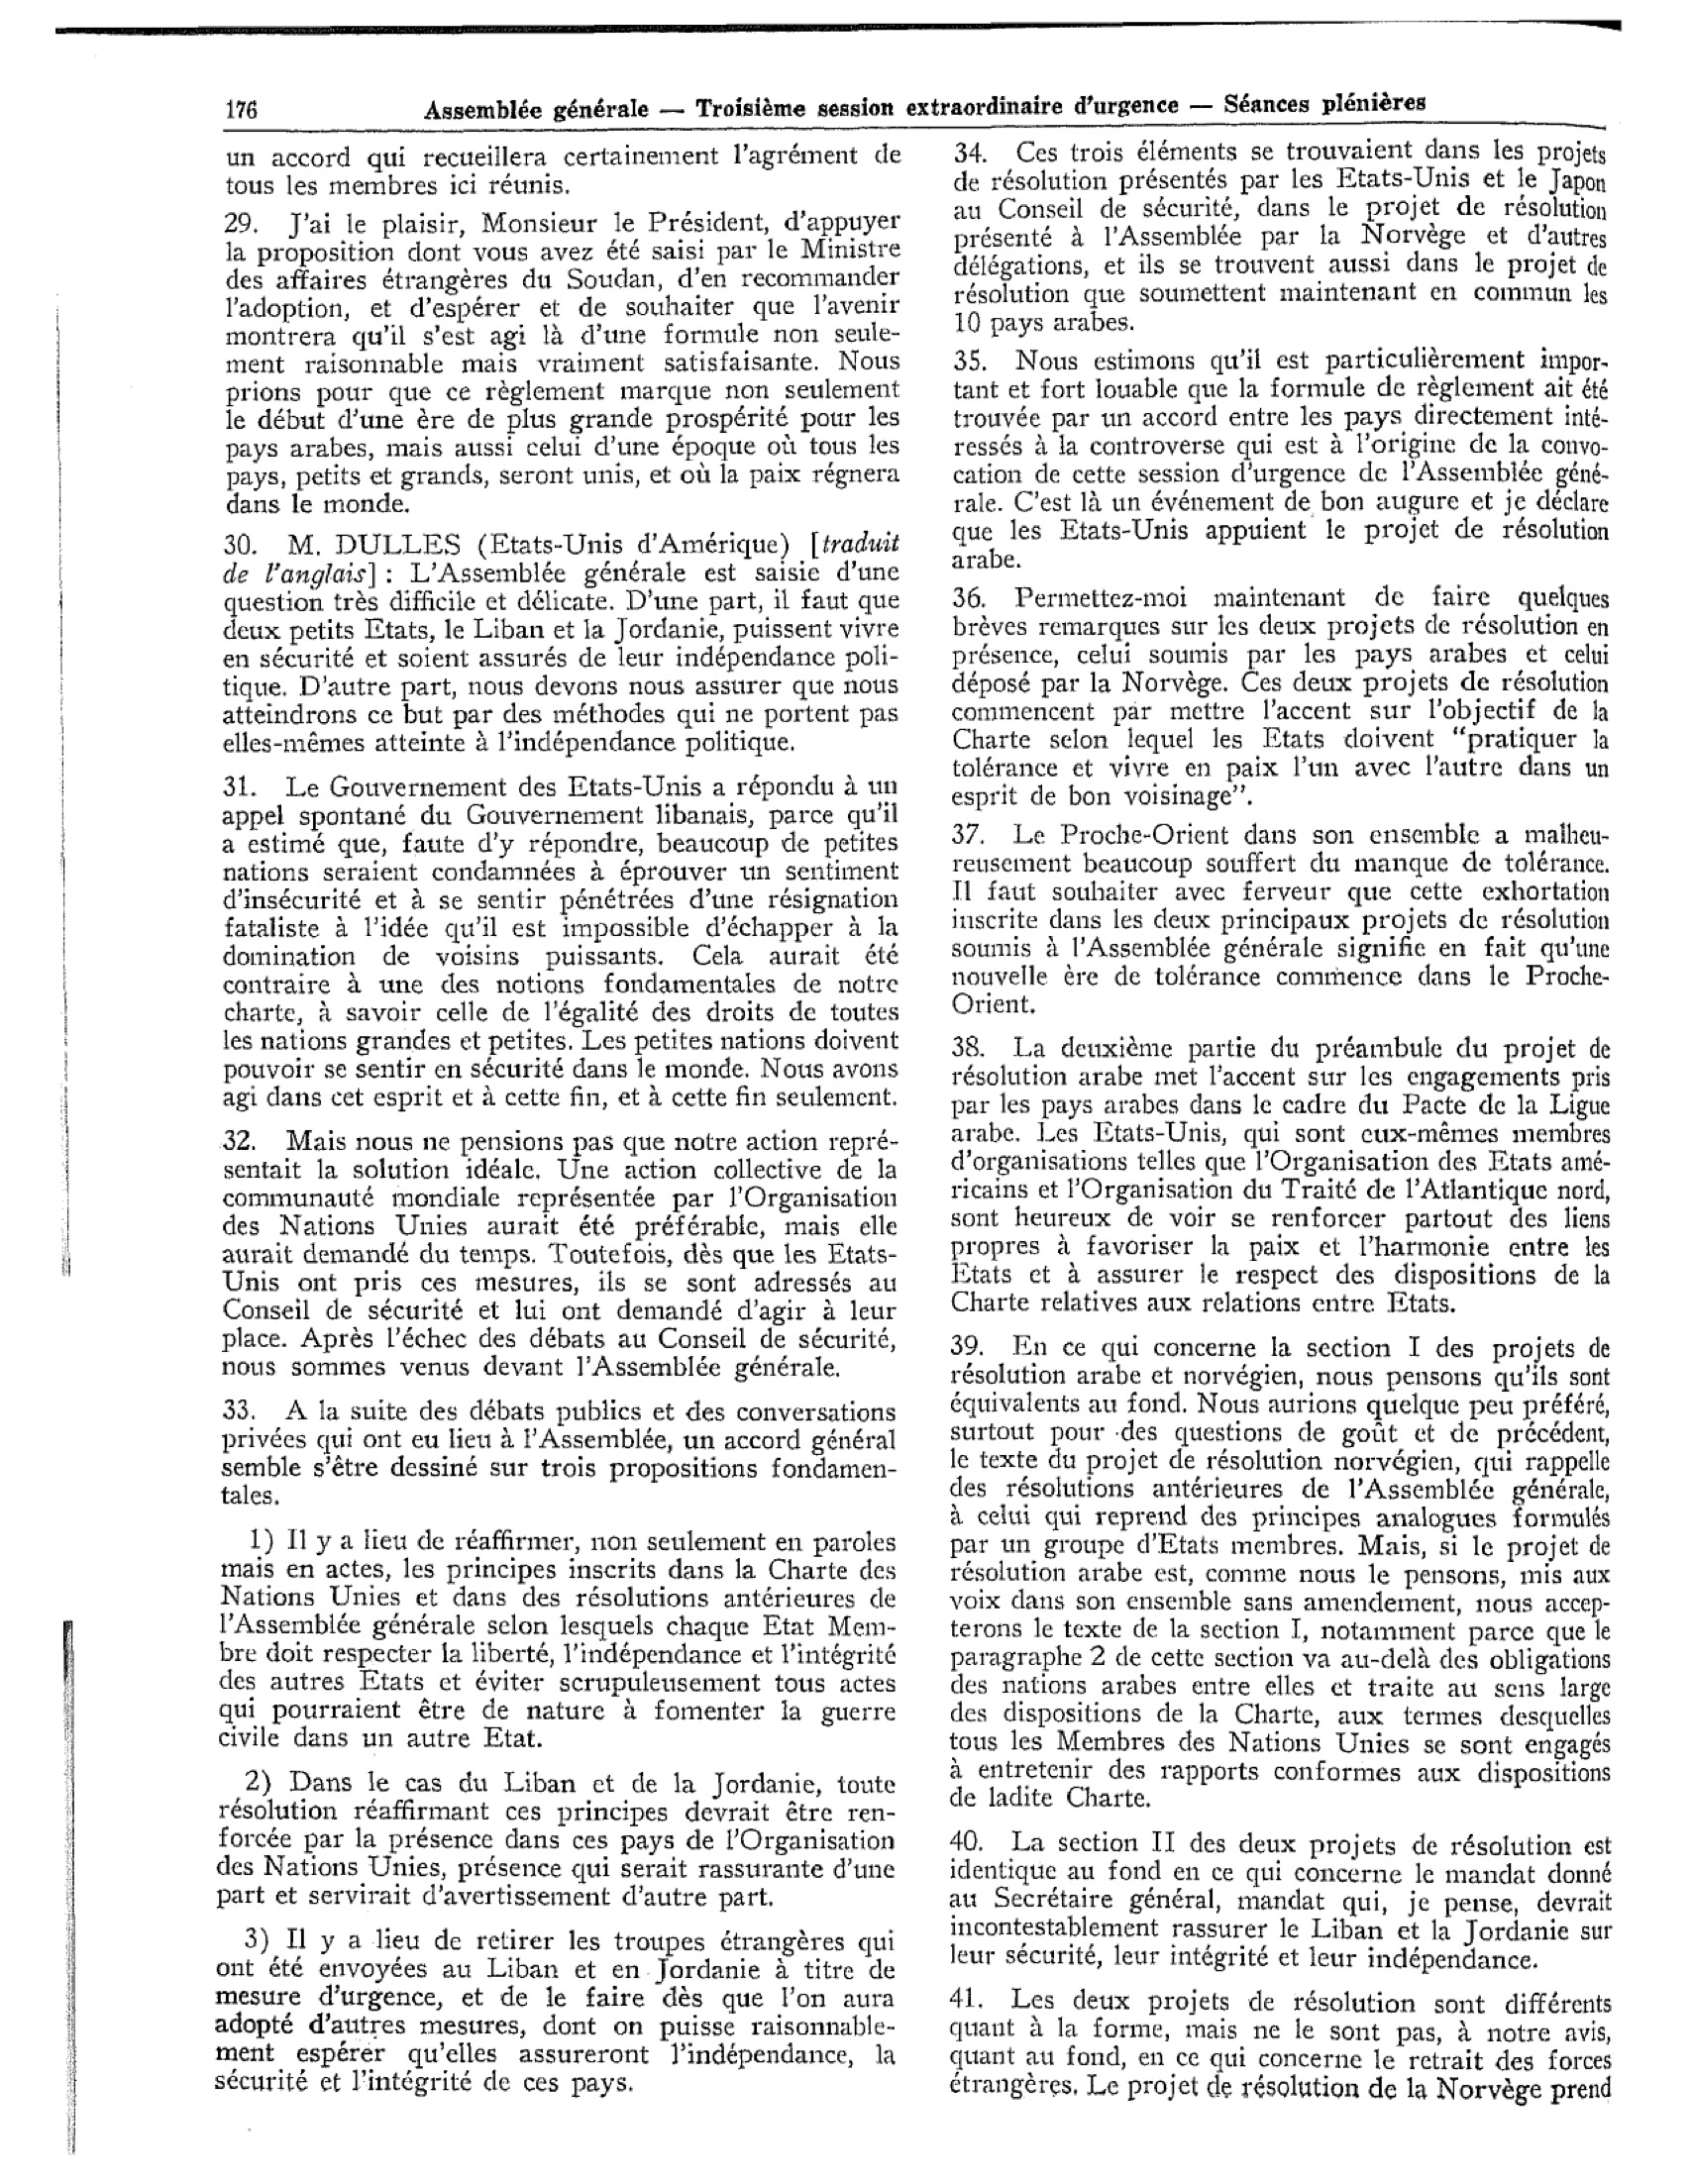 176
Assemblée générale — Troisième session extraordinaire d'urgence — Séances plénières
un accord qui recueillera certainement l'agrément de
tous les membres ici réunis.
29. J'ai le plaisir, Monsieur le Président, d'appuyer
la proposition dont vous avez été saisi par le Ministre
des affaires étrangères du Soudan, d'en recommander
l'adoption, et d'espérer et de souhaiter que l'avenir
montrera qu'il s'est agi là d'une formule non seule-
ment raisonnable mais vraiment satisfaisante. Nous
prions pour que ce règlement marque non seulement
le début d'une ère de plus grande prospérité pour les
pays arabes, mais aussi celui d'une époque où tous les
pays, petits et grands, seront unis, et où la paix régnera
dans le monde.
30. M. DULLES (Etats-Unis d'Amérique) [traduit
de l'anglais] : L'Assemblée générale est saisie d'une
question très difficile et délicate. D'une part, il faut que
deux petits Etats, le Liban et la Jordanie, puissent vivre
en sécurité et soient assurés de leur indépendance poli-
tique. D'autre part, nous devons nous assurer que nous
atteindrons ce but par des méthodes qui ne portent pas
elles-mêmes atteinte à l'indépendance politique.
31. Le Gouvernement des Etats-Unis a répondu à un
appel spontané du Gouvernement libanais, parce qu'il
a estimé que, faute d'y répondre, beaucoup de petites
nations seraient condamnées à éprouver un sentiment
d'insécurité et à se sentir pénétrées d'une résignation
fataliste à l'idée qu'il est impossible d'échapper à la
domination de voisins puissants. Cela aurait été
contraire à une des notions fondamentales de notre
charte, à savoir celle de l'égalité des droits de toutes
les nations grandes et petites. Les petites nations doivent
pouvoir se sentir en sécurité dans le monde. Nous avons
agi dans cet esprit et à cette fin, et à cette fin seulement.
32. Mais nous ne pensions pas que notre action repré-
sentait la solution idéale. Une action collective de la
communauté mondiale représentée par l'Organisation
des Nations Unies aurait été préférable, mais elle
aurait demandé du temps. Toutefois, dès que les Etats-
Unis ont pris ces mesures, ils se sont adressés au
Conseil de sécurité et lui ont demandé d'agir à leur
place. Après l'échec des débats au Conseil de sécurité,
nous sommes venus devant l'Assemblée générale.
33. A la suite des débats publics et des conversations
privées qui ont eu lieu à l'Assemblée, un accord général
semble s'être dessiné sur trois propositions fondamen-
tales.
1) Il y a lieu de réaffirmer, non seulement en paroles
mais en actes, les principes inscrits dans la Charte des
Nations Unies et dans des résolutions antérieures de
l'Assemblée générale selon lesquels chaque Etat Mem-
bre doit respecter la liberté, l'indépendance et l'intégrité
des autres Etats et éviter scrupuleusement tous actes
qui pourraient être de nature à fomenter la guerre
civile dans un autre Etat.
2) Dans le cas du Liban et de la Jordanie, toute
résolution réaffirmant ces principes devrait être ren-
forcée par la présence dans ces pays de l'Organisation
des Nations Unies, présence qui serait rassurante d'une
part et servirait d'avertissement d'autre part.
3) Il y a lieu de retirer les troupes étrangères qui
ont été envoyées au Liban et en Jordanie à titre de
mesure d'urgence, et de le faire dès que l'on aura
adopté d'autres mesures, dont on puisse raisonnable-
ment espérer qu'elles assureront l'indépendance, la
sécurité et l'intégrité de ces pays.
34. Ces trois éléments se trouvaient dans les projets
de résolution présentés par les Etats-Unis et le Japon
au Conseil de sécurité, dans le projet de résolution
présenté à l'Assemblée par la Norvège et d'autres
délégations, et ils se trouvent aussi dans le projet de
résolution que soumettent maintenant en commun les
10 pays arabes.
35. Nous estimons qu'il est particulièrement impor-
tant et fort louable que la formule de règlement ait été
trouvée par un accord entre les pays directement inté-
ressés à la controverse qui est à l'origine de la convo-
cation de cette session d'urgence de l'Assemblée géné-
rale. C'est là un événement de bon augure et je déclare
que les Etats-Unis appuient le projet de résolution
arabe.
36. Permettez-moi maintenant de faire quelques
brèves remarques sur les deux projets de résolution en
présence, celui soumis par les pays arabes et celui
déposé par la Norvège. Ces deux projets de résolution
commencent par mettre l'accent sur l'objectif de la
Charte selon lequel les Etats doivent "pratiquer la
tolérance et vivre en paix l'un avec l'autre dans un
esprit de bon voisinage".
37. Le Proche-Orient dans son ensemble a malheu-
reusement beaucoup souffert du manque de tolérance.
Il faut souhaiter avec ferveur que cette exhortation
inscrite dans les deux principaux projets de résolution
soumis à l'Assemblée générale signifie en fait qu'une
nouvelle ère de tolérance commence dans le Proche-
Orient.
38. La deuxième partie du préambule du projet de
résolution arabe met l'accent sur les engagements pris
par les pays arabes dans le cadre du Pacte de la Ligue
arabe. Les Etats-Unis, qui sont eux-mêmes membres
d'organisations telles que l'Organisation des Etats amé-
ricains et l'Organisation du Traité de l'Atlantique nord,
sont heureux de voir se renforcer partout des liens
propres à favoriser la paix et l'harmonie entre les
Etats et à assurer le respect des dispositions de la
Charte relatives aux relations entre Etats.
39. En ce qui concerne la section I des projets de
résolution arabe et norvégien, nous pensons qu'ils sont
équivalents au fond. Nous aurions quelque peu préféré,
surtout pour des questions de goût et de précédent,
le texte du projet de résolution norvégien, qui rappelle
des résolutions antérieures de l'Assemblée générale,
à celui qui reprend des principes analogues formulés
par un groupe d'Etats membres. Mais, si le projet de
résolution arabe est, comme nous le pensons, mis aux
voix dans son ensemble sans amendement, nous accep-
terons le texte de la section I, notamment parce que le
paragraphe 2 de cette section va au-delà des obligations
des nations arabes entre elles et traite au sens large
des dispositions de la Charte, aux termes desquelles
tous les Membres des Nations Unies se sont engagés
à entretenir des rapports conformes aux dispositions
de ladite Charte.
40. La section II des deux projets de résolution est
identique au fond en ce qui concerne le mandat donné
au Secrétaire général, mandat qui, je pense, devrait
incontestablement rassurer le Liban et la Jordanie sur
leur sécurité, leur intégrité et leur indépendance.
41. Les deux projets de résolution sont différents
quant à la forme, mais ne le sont pas, à notre avis,
quant au fond, en ce qui concerne le retrait des forces
étrangères. Le projet de résolution de la Norvège prend